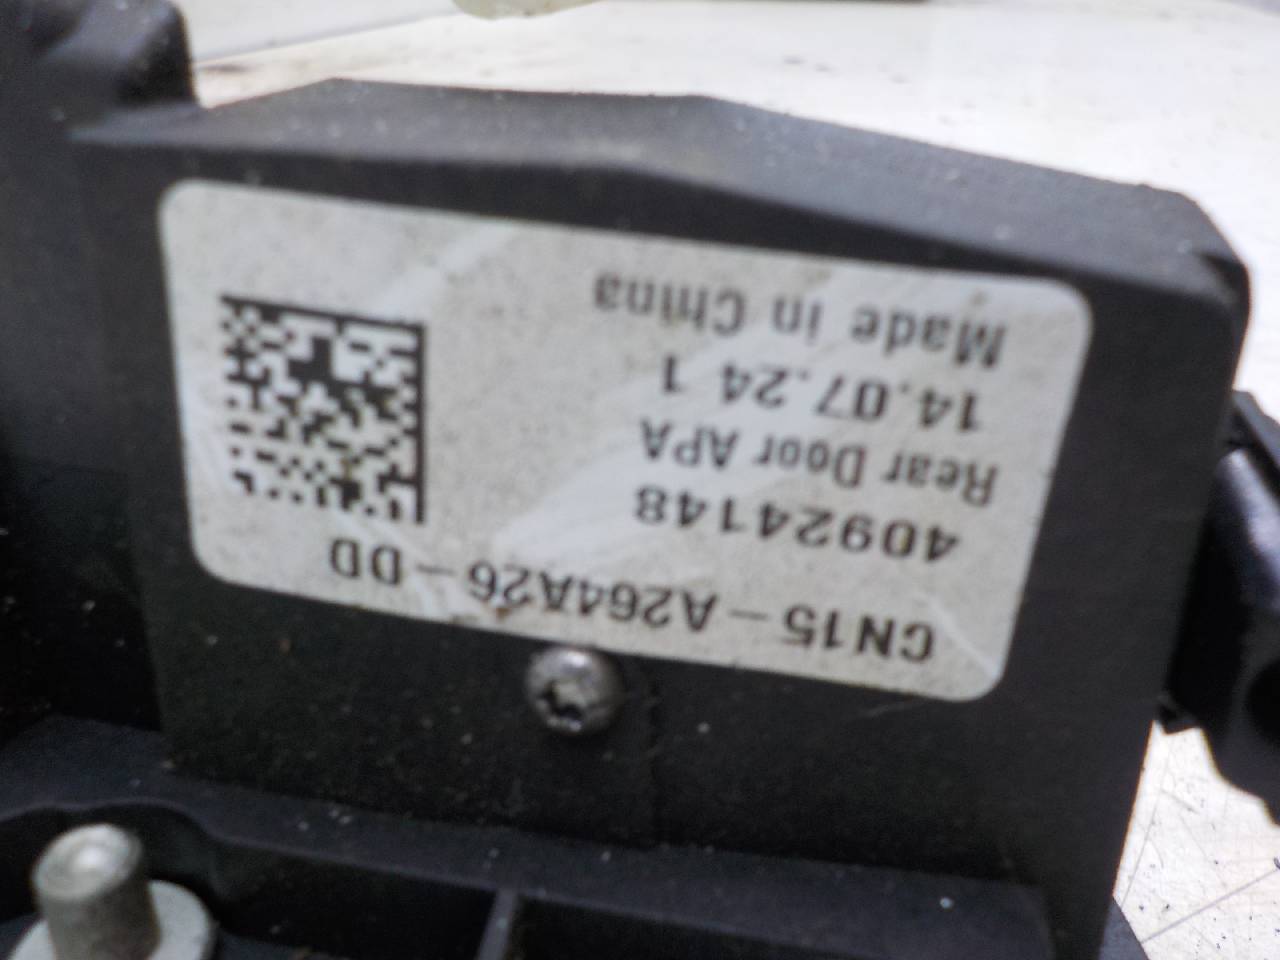 CN15-A264A26-DD
40924148
Rear Door APA
14.07.24 1
Made in China